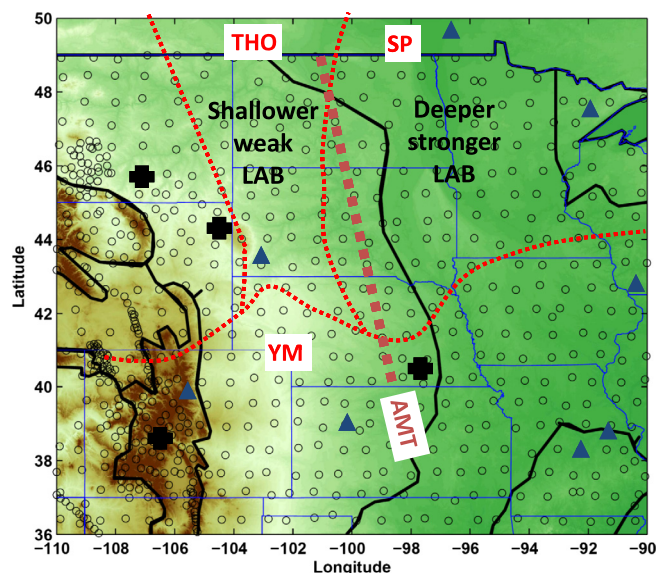 50
48
46
44
42
40
38
36
Latitude
THO
SP
Shallower
weak
LAB
Deeper
stronger
LAB
YM
AMT
−110 −108 −106 −104 −102 −100 −98 −96 −94 −92 −90
Longitude